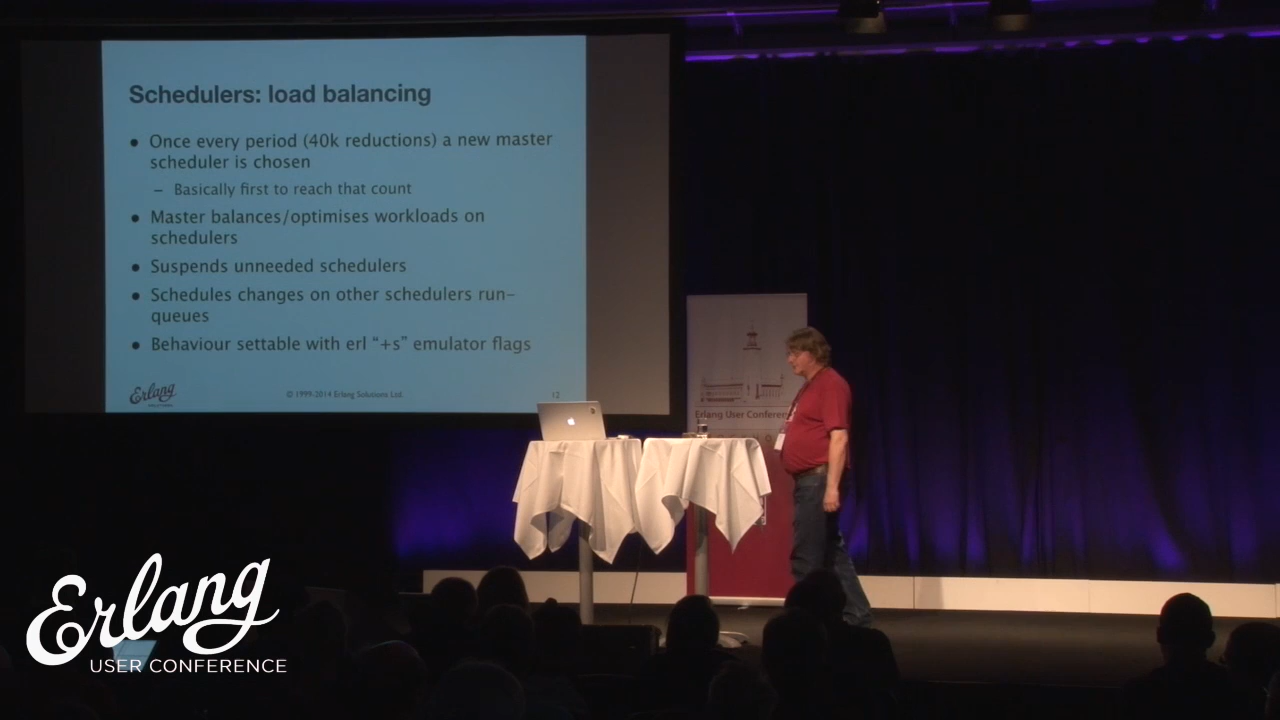 Schedulers: load balancing
• Once every period (40k reductions) a new master
scheduler is chosen
– Basically first to reach that count
• Master balances/optimises workloads on
schedulers
• Suspends unneeded schedulers
• Schedules changes on other schedulers run-
queues
• Behaviour settable with erl “+s” emulator flags
Erlang
© 1999-2014 Erlang Solutions Ltd.
12
Erlang User Conference
Erlang
USER CONFERENCE